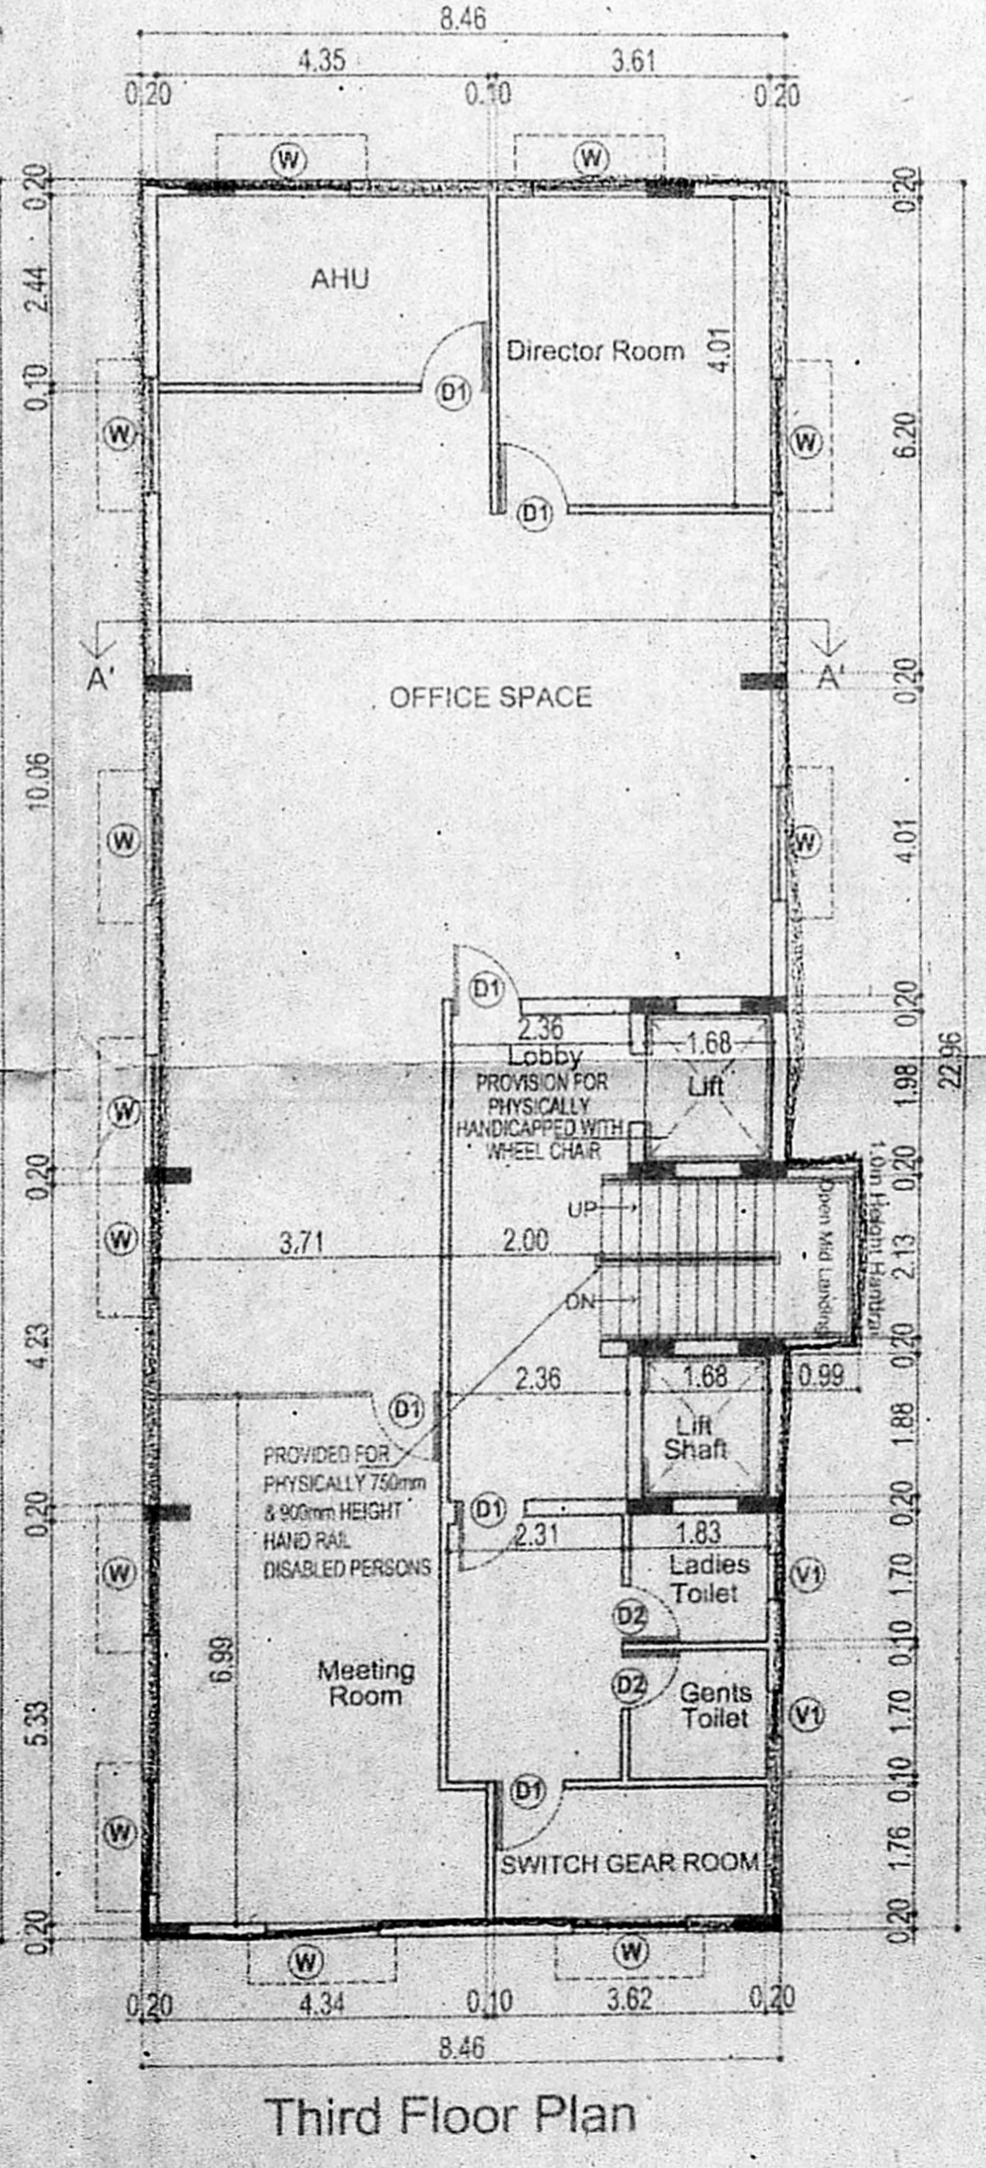 8.46
4.35 3.61
0.20 0.10 0.20
W W
0.20 0.20
AHU
2.44
Director Room
4.01
D1
0.10
W W
6.20
D1
A' A'
OFFICE SPACE
0.20
10.06
W W
4.01
D1
0.20
2.36 1.68
Lobby Lift
PROVISION FOR
PHYSICALLY
HANDICAPPED WITH
WHEEL CHAIR
W
1.98
22.96
0.20 0.20
UP
W
3.71 2.00
Open Mid Landing
1.0m Height Handrail
2.13
DN
4.23
0.20
2.36 1.68 0.99
D1
Lift
Shaft
1.88
PROVIDED FOR
PHYSICALLY 750mm
& 900mm HEIGHT
HAND RAIL
DISABLED PERSONS
0.20 0.20
D1
2.31 1.83
Ladies
Toilet
W V1
1.70
D2
0.10
6.99
Meeting
Room
D2
Gents
Toilet
V1
5.33 1.70
D1
0.10
W
SWITCH GEAR ROOM
1.76
0.20 0.20
W W
0.20 4.34 0.10 3.62 0.20
8.46
Third Floor Plan